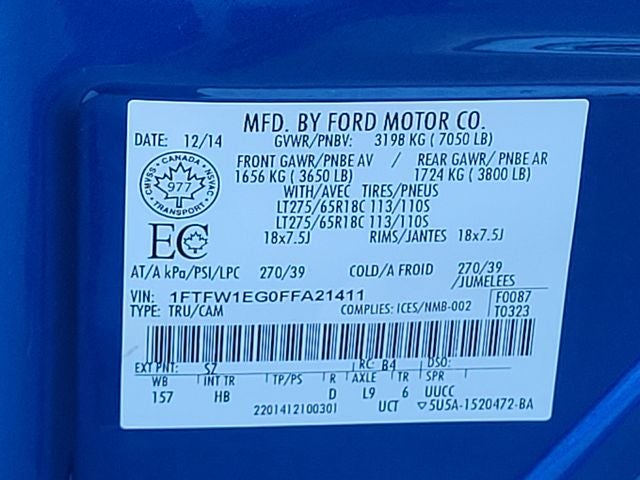 MFD. BY FORD MOTOR CO.
DATE: 12/14 GVWR/PNBV: 3198 KG ( 7050 LB)
FRONT GAWR/PNBE AV / REAR GAWR/ PNBE AR
1656 KG ( 3650 LB) 1724 KG ( 3800 LB)
WITH/AVEC TIRES/PNEUS
LT275/65R18C 113/110S
LT275/65R18C 113/110S
18x7.5J RIMS/JANTES 18x7.5J
CANADA
CMVSS 977 NSVAC
TRANSPORT
EC
AT/A kPa/PSI/LPC 270/39 COLD/A FROID 270/39
/JUMELEES
VIN: 1FTFW1EG0FFA21411 F0087
TYPE: TRU/CAM COMPLIES: ICES/NMB-002 T0323
EXT PNT: SZ RC: B4 DSO:
WB INT TR TP/PS R AXLE TR SPR
157 HB D L9 6 UUCC
2201412100301 UCT ▽5U5A-1520472-BA